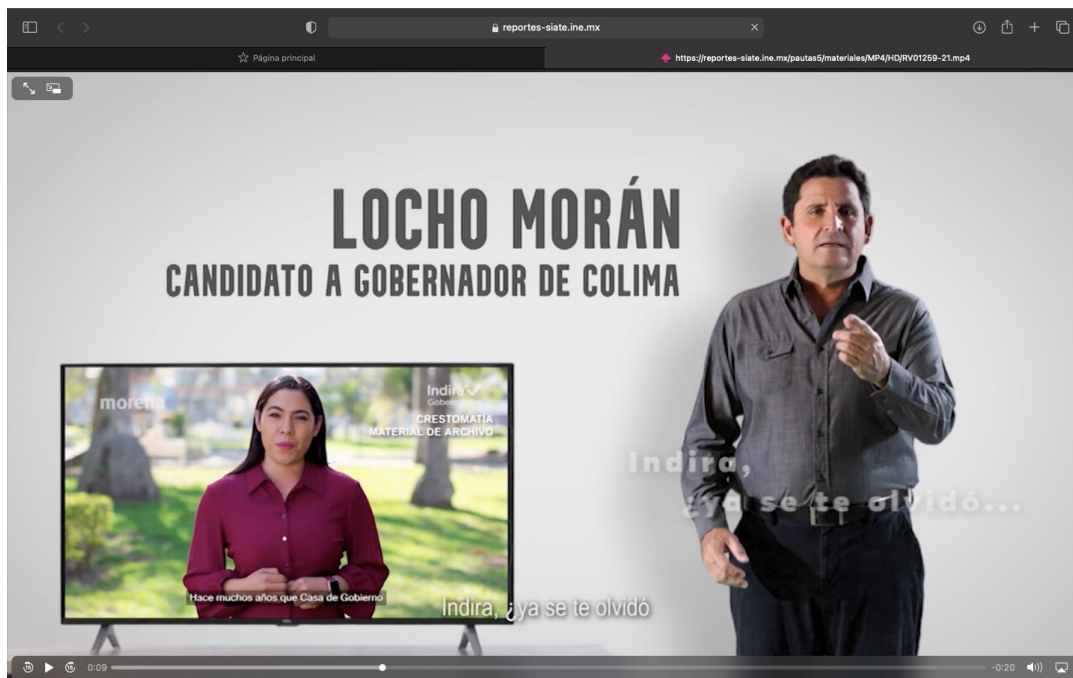 reportes-siate.ine.mx
Página principal
https://reportes-siate.ine.mx/pautas5/materiales/MP4/HD/RV01259-21.mp4
LOCHO MORÁN
CANDIDATO A GOBERNADOR DE COLIMA
morena
Indira
CRESTOMATÍA
MATERIAL DE ARCHIVO
Hace muchos años que Casa de Gobierno
Indira,
¿ya se te olvidó...
Indira, ¿ya se te olvidó
0:09
-0:20